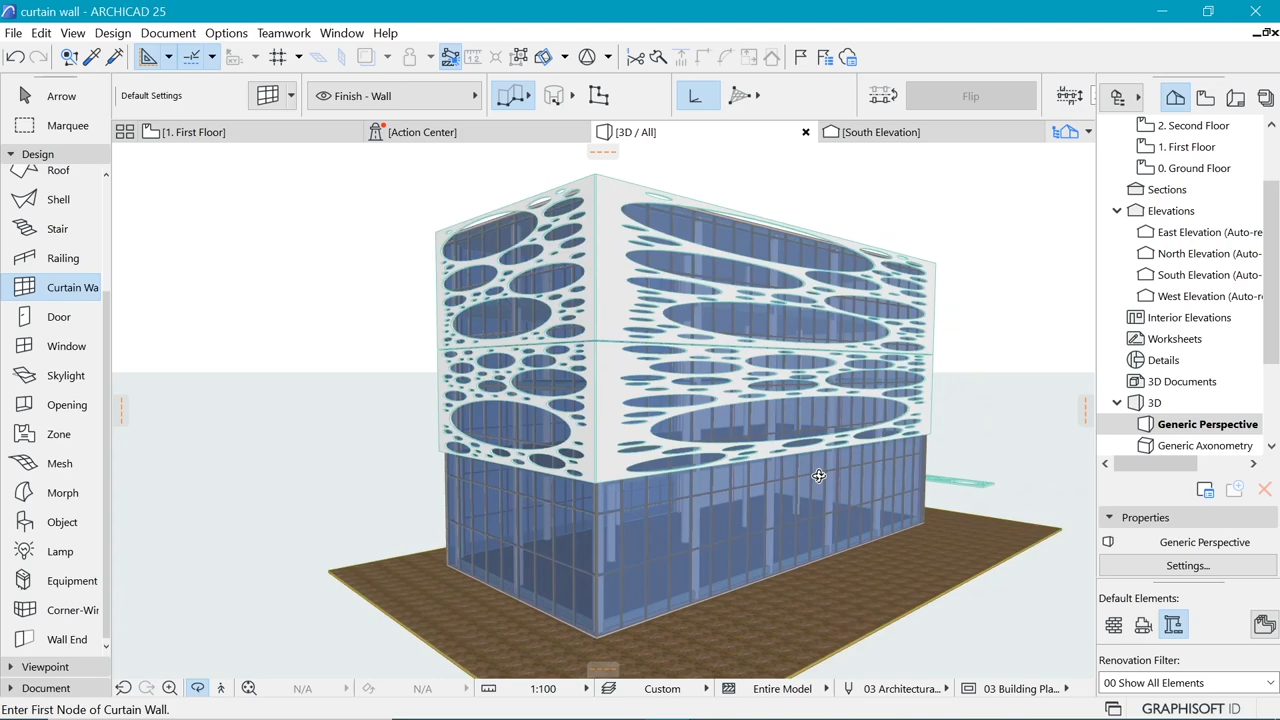 curtain wall - ARCHICAD 25
File Edit View Design Document Options Teamwork Window Help
Arrow
Marquee
Design
Roof
Shell
Stair
Railing
Curtain Wa
Door
Window
Skylight
Opening
Zone
Mesh
Morph
Object
Lamp
Equipment
Corner-Wir
Wall End
Viewpoint
Document
Default Settings
Finish - Wall
Flip
[1. First Floor]
[Action Center]
[3D / All]
[South Elevation]
2. Second Floor
1. First Floor
0. Ground Floor
Sections
Elevations
East Elevation (Auto-re
North Elevation (Auto-
South Elevation (Auto-
West Elevation (Auto-r
Interior Elevations
Worksheets
Details
3D Documents
3D
Generic Perspective
Generic Axonometry
Properties
Generic Perspective
Settings...
Default Elements:
Renovation Filter:
00 Show All Elements
N/A
N/A
1:100
Custom
Entire Model
03 Architectura...
03 Building Pla...
Enter First Node of Curtain Wall.
GRAPHISOFT ID